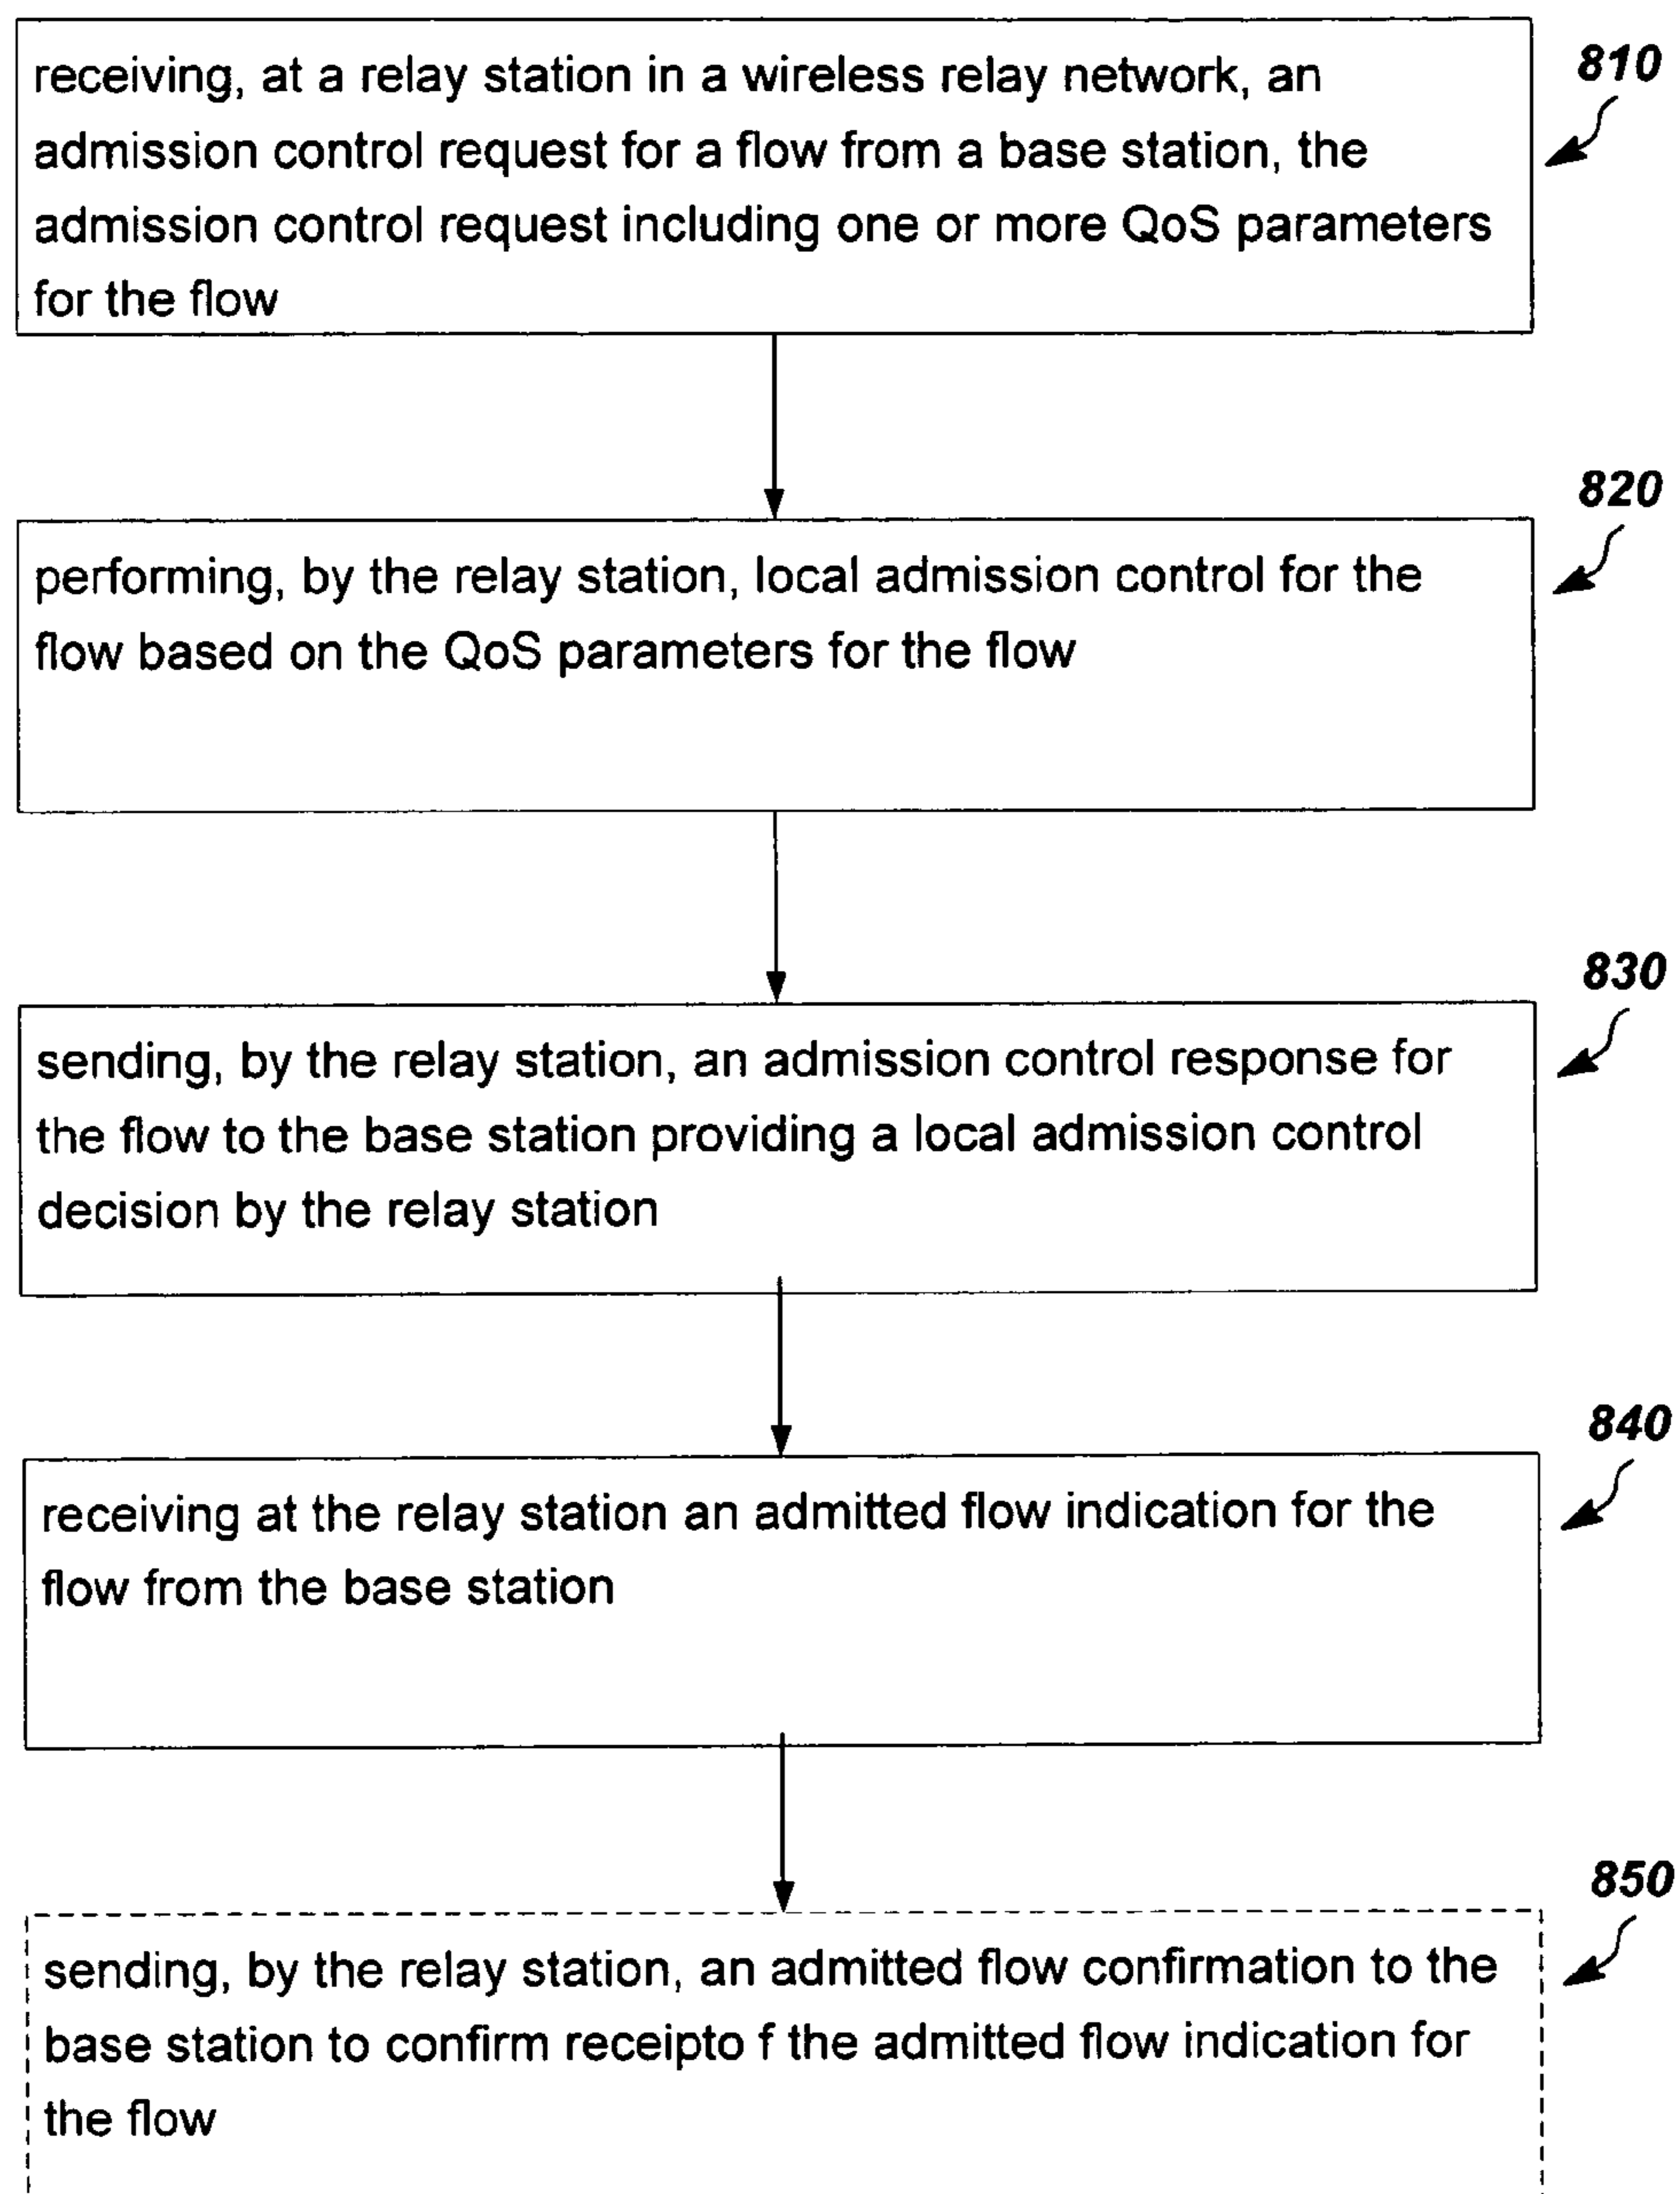 810
receiving, at a relay station in a wireless relay network, an
admission control request for a flow from a base station, the
admission control request including one or more QoS parameters
for the flow
820
performing, by the relay station, local admission control for the
flow based on the QoS parameters for the flow
830
sending, by the relay station, an admission control response for
the flow to the base station providing a local admission control
decision by the relay station
840
receiving at the relay station an admitted flow indication for the
flow from the base station
850
sending, by the relay station, an admitted flow confirmation to the
base station to confirm receipto f the admitted flow indication for
the flow